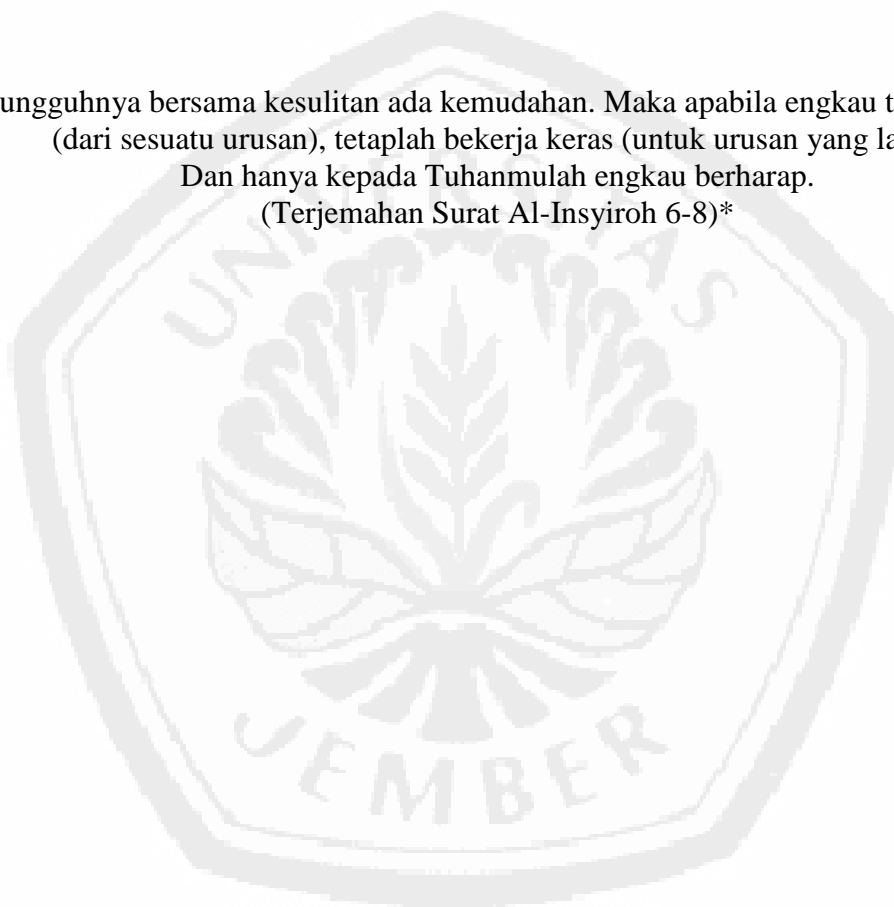 ungguhnya bersama kesulitan ada kemudahan. Maka apabila engkau t
(dari sesuatu urusan), tetaplah bekerja keras (untuk urusan yang la
Dan hanya kepada Tuhanmulah engkau berharap.
(Terjemahan Surat Al-Insyiroh 6-8)*
UNIVERSITAS
JEMBER